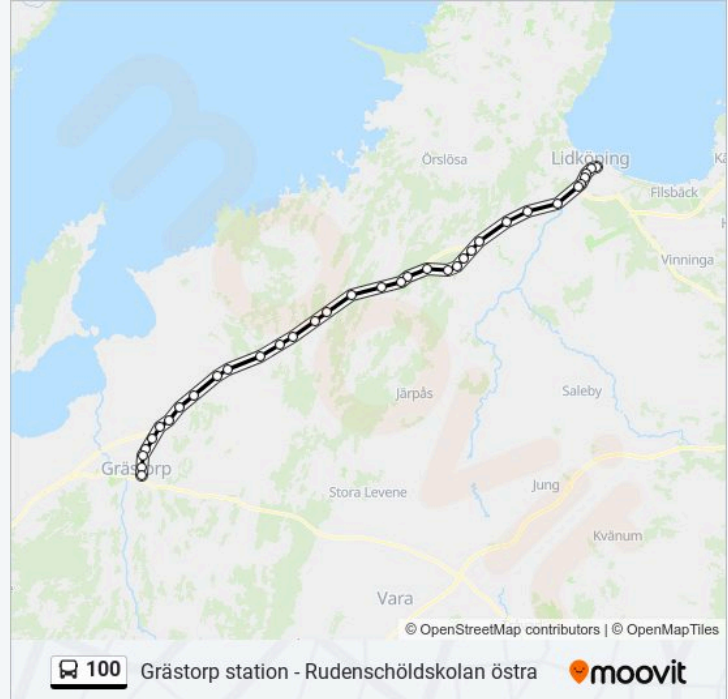 Örslösa
Lidköping
Kä
Filsbäck
H
Vinninga
Järpås
Saleby
Grästorp
Stora Levene
Jung
Kvänum
Vara
© OpenStreetMap contributors | © OpenMapTiles
100 Grästorp station - Rudenschöldskolan östra moovit